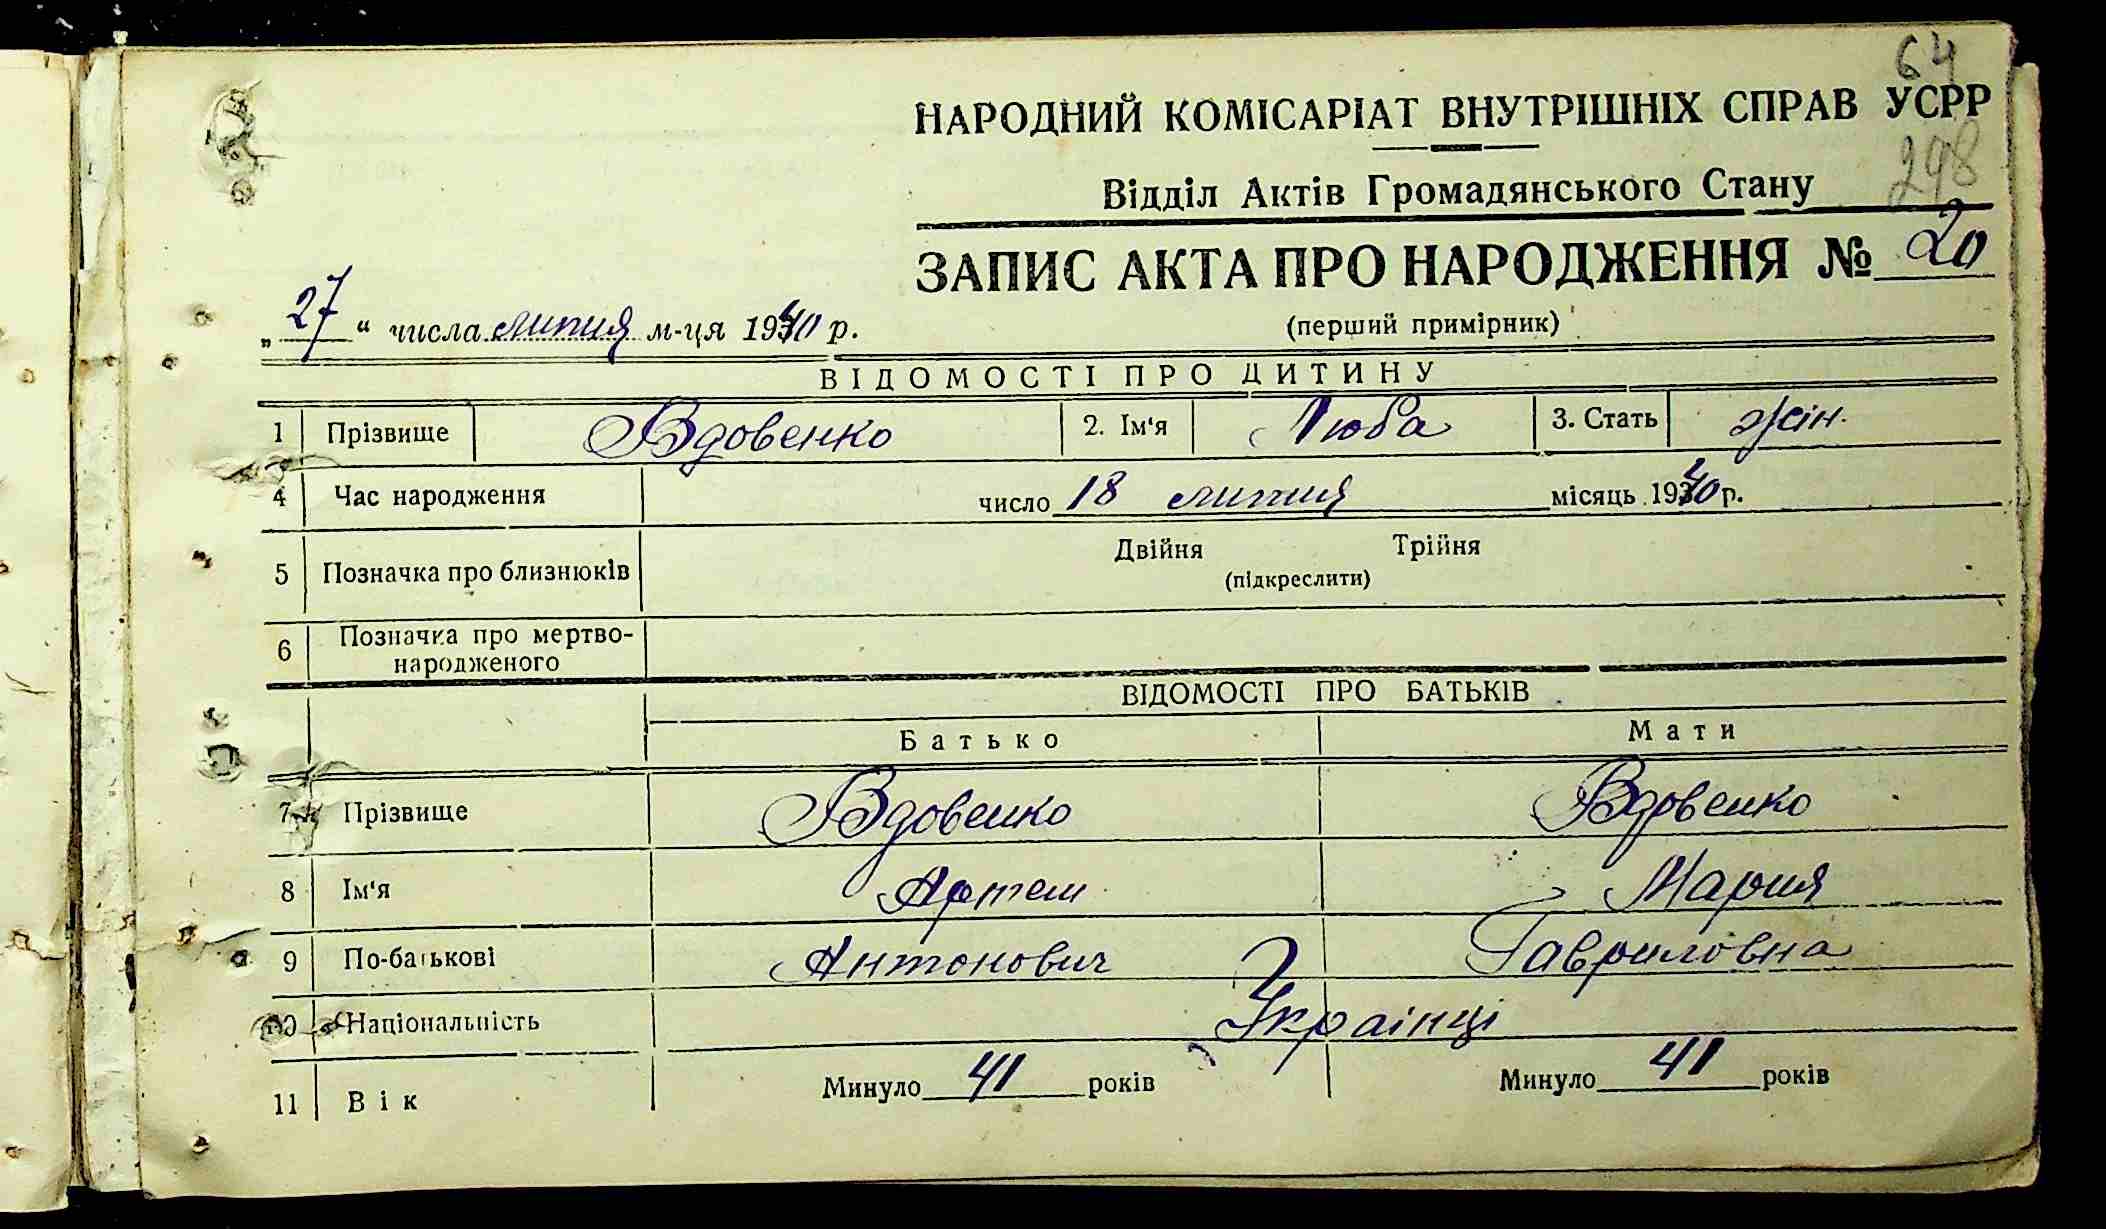 64
НАРОДНИЙ КОМІСАРІАТ ВНУТРІШНІХ СПРАВ УСРР
298
Відділ Актів Громадянського Стану
ЗАПИС АКТА ПРО НАРОДЖЕННЯ № 20
„27“ числа липня м-ця 1940 р.
(перший примірник)
ВІДОМОСТІ ПРО ДИТИНУ
1 Прізвище Вдовенко 2. Ім'я Люба 3. Стать жін.
4 Час народження число 18 липня місяць 1940 р.
5 Позначка про близнюків Двійня Трійня
(підкреслити)
6 Позначка про мертво-
народженого
ВІДОМОСТІ ПРО БАТЬКІВ
Батько Мати
7 Прізвище Вдовенко Вдовенко
8 Ім'я Артем Мария
9 По-батькові Антонович Гавриловна
10 Національність Українці
11 Вік Минуло 41 років Минуло 41 років